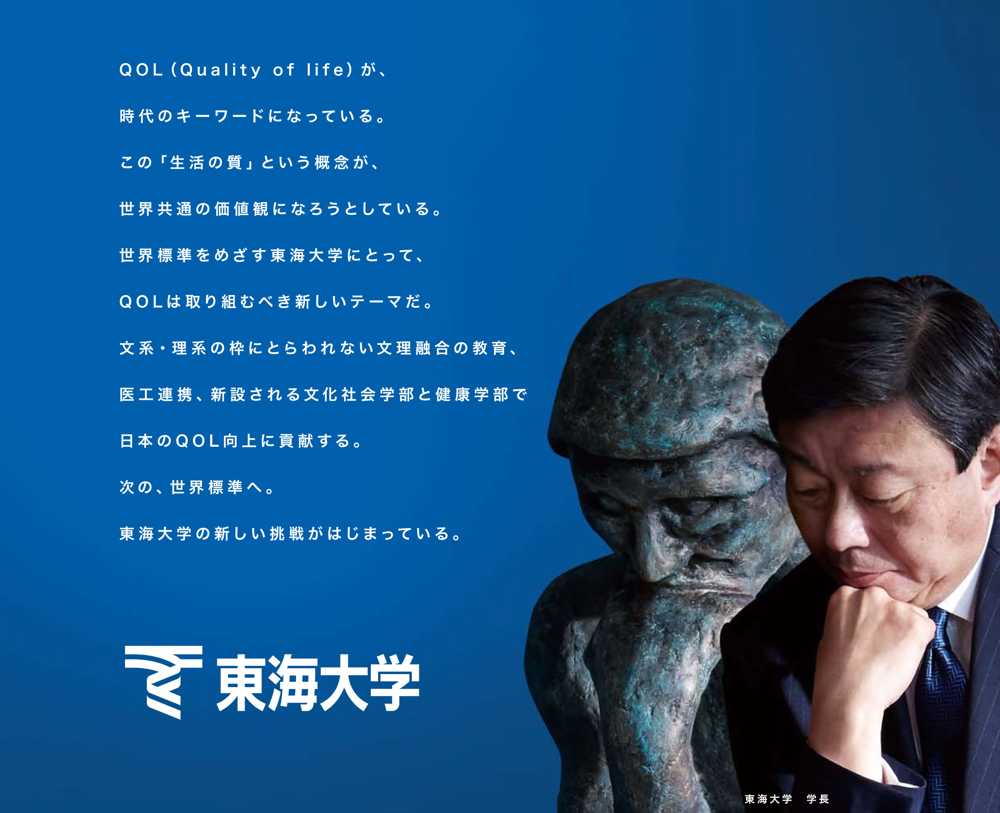 QOL（Quality of life）が、
時代のキーワードになっている。
この「生活の質」という概念が、
世界共通の価値観になろうとしている。
世界標準をめざす東海大学にとって、
QOLは取り組むべき新しいテーマだ。
文系・理系の枠にとらわれない文理融合の教育、
医工連携、新設される文化社会学部と健康学部で
日本のQOL向上に貢献する。
次の、世界標準へ。
東海大学の新しい挑戦がはじまっている。
東海大学
東海大学　学長